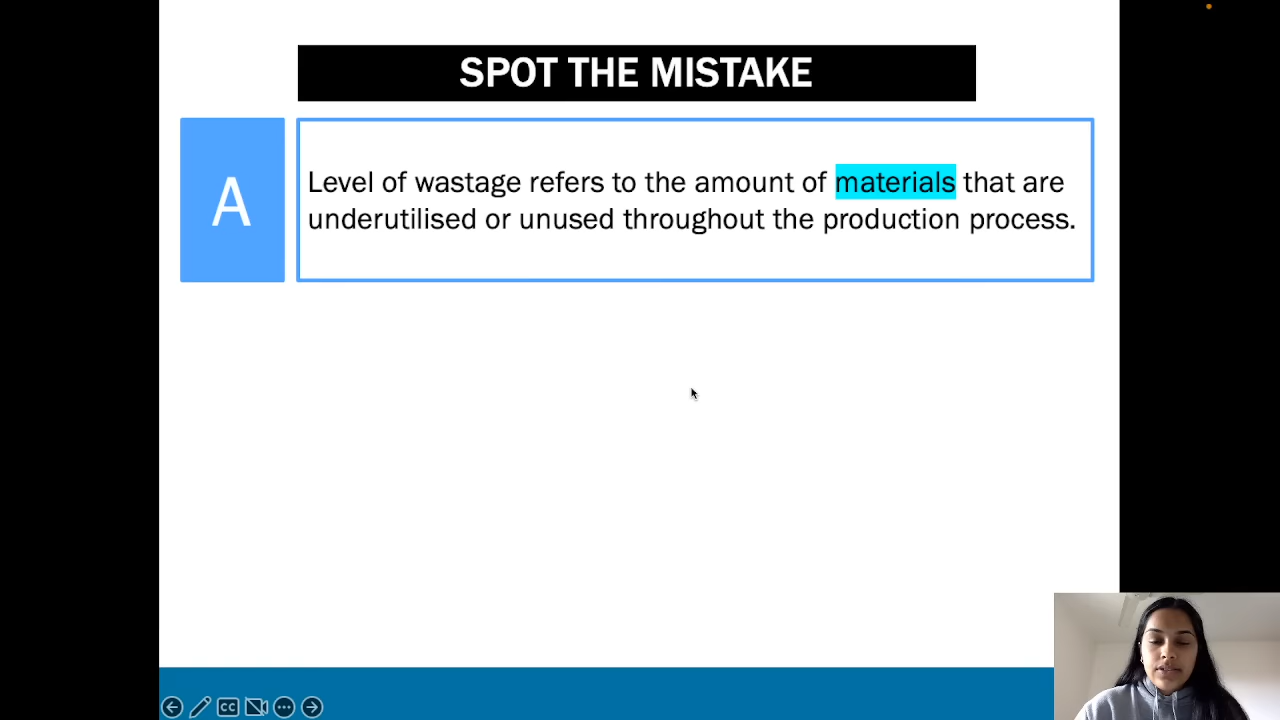 SPOT THE MISTAKE
A
Level of wastage refers to the amount of materials that are
underutilised or unused throughout the production process.
CC